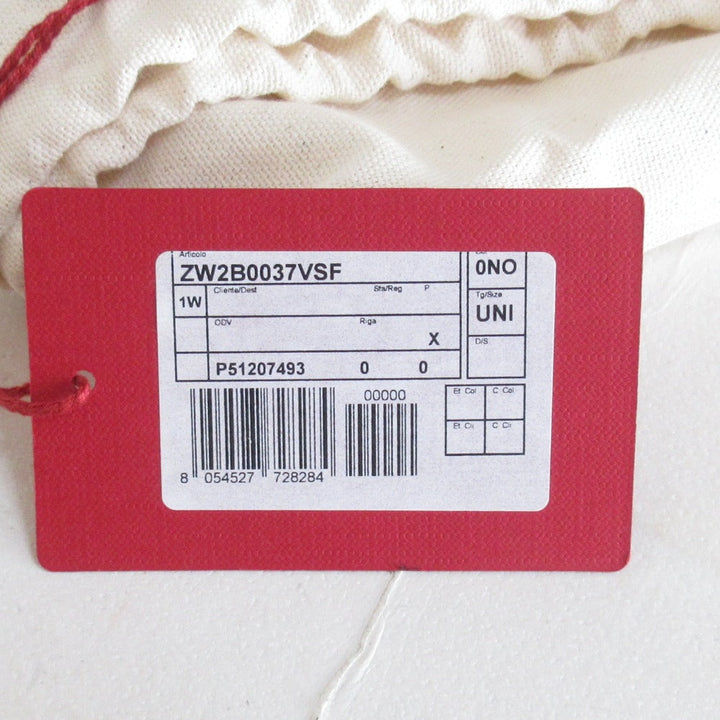 Articolo
ZW2B0037VSF
0NO
1W Cliente/Dest Sta/Reg P
Tg/Size
UNI
ODV Riga
X
D/S
P51207493 0 0
00000
Et Col C Col
Et Cli C Cli
8 054527 728284